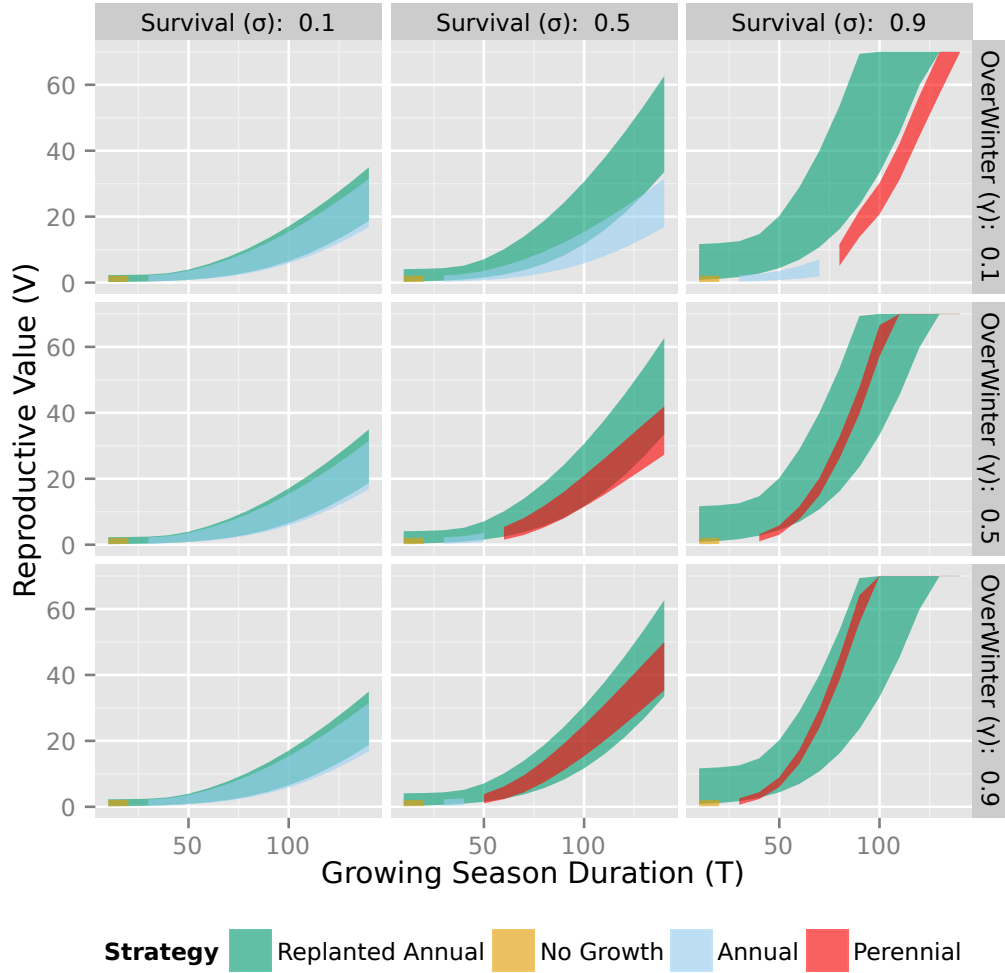 Survival (σ): 0.1
Survival (σ): 0.5
Survival (σ): 0.9
Reproductive Value (V)
60
40
20
0
OverWinter (γ): 0.1
60
40
20
0
OverWinter (γ): 0.5
60
40
20
0
OverWinter (γ): 0.9
50
100
50
100
50
100
Growing Season Duration (T)
Strategy Replanted Annual No Growth Annual Perennial